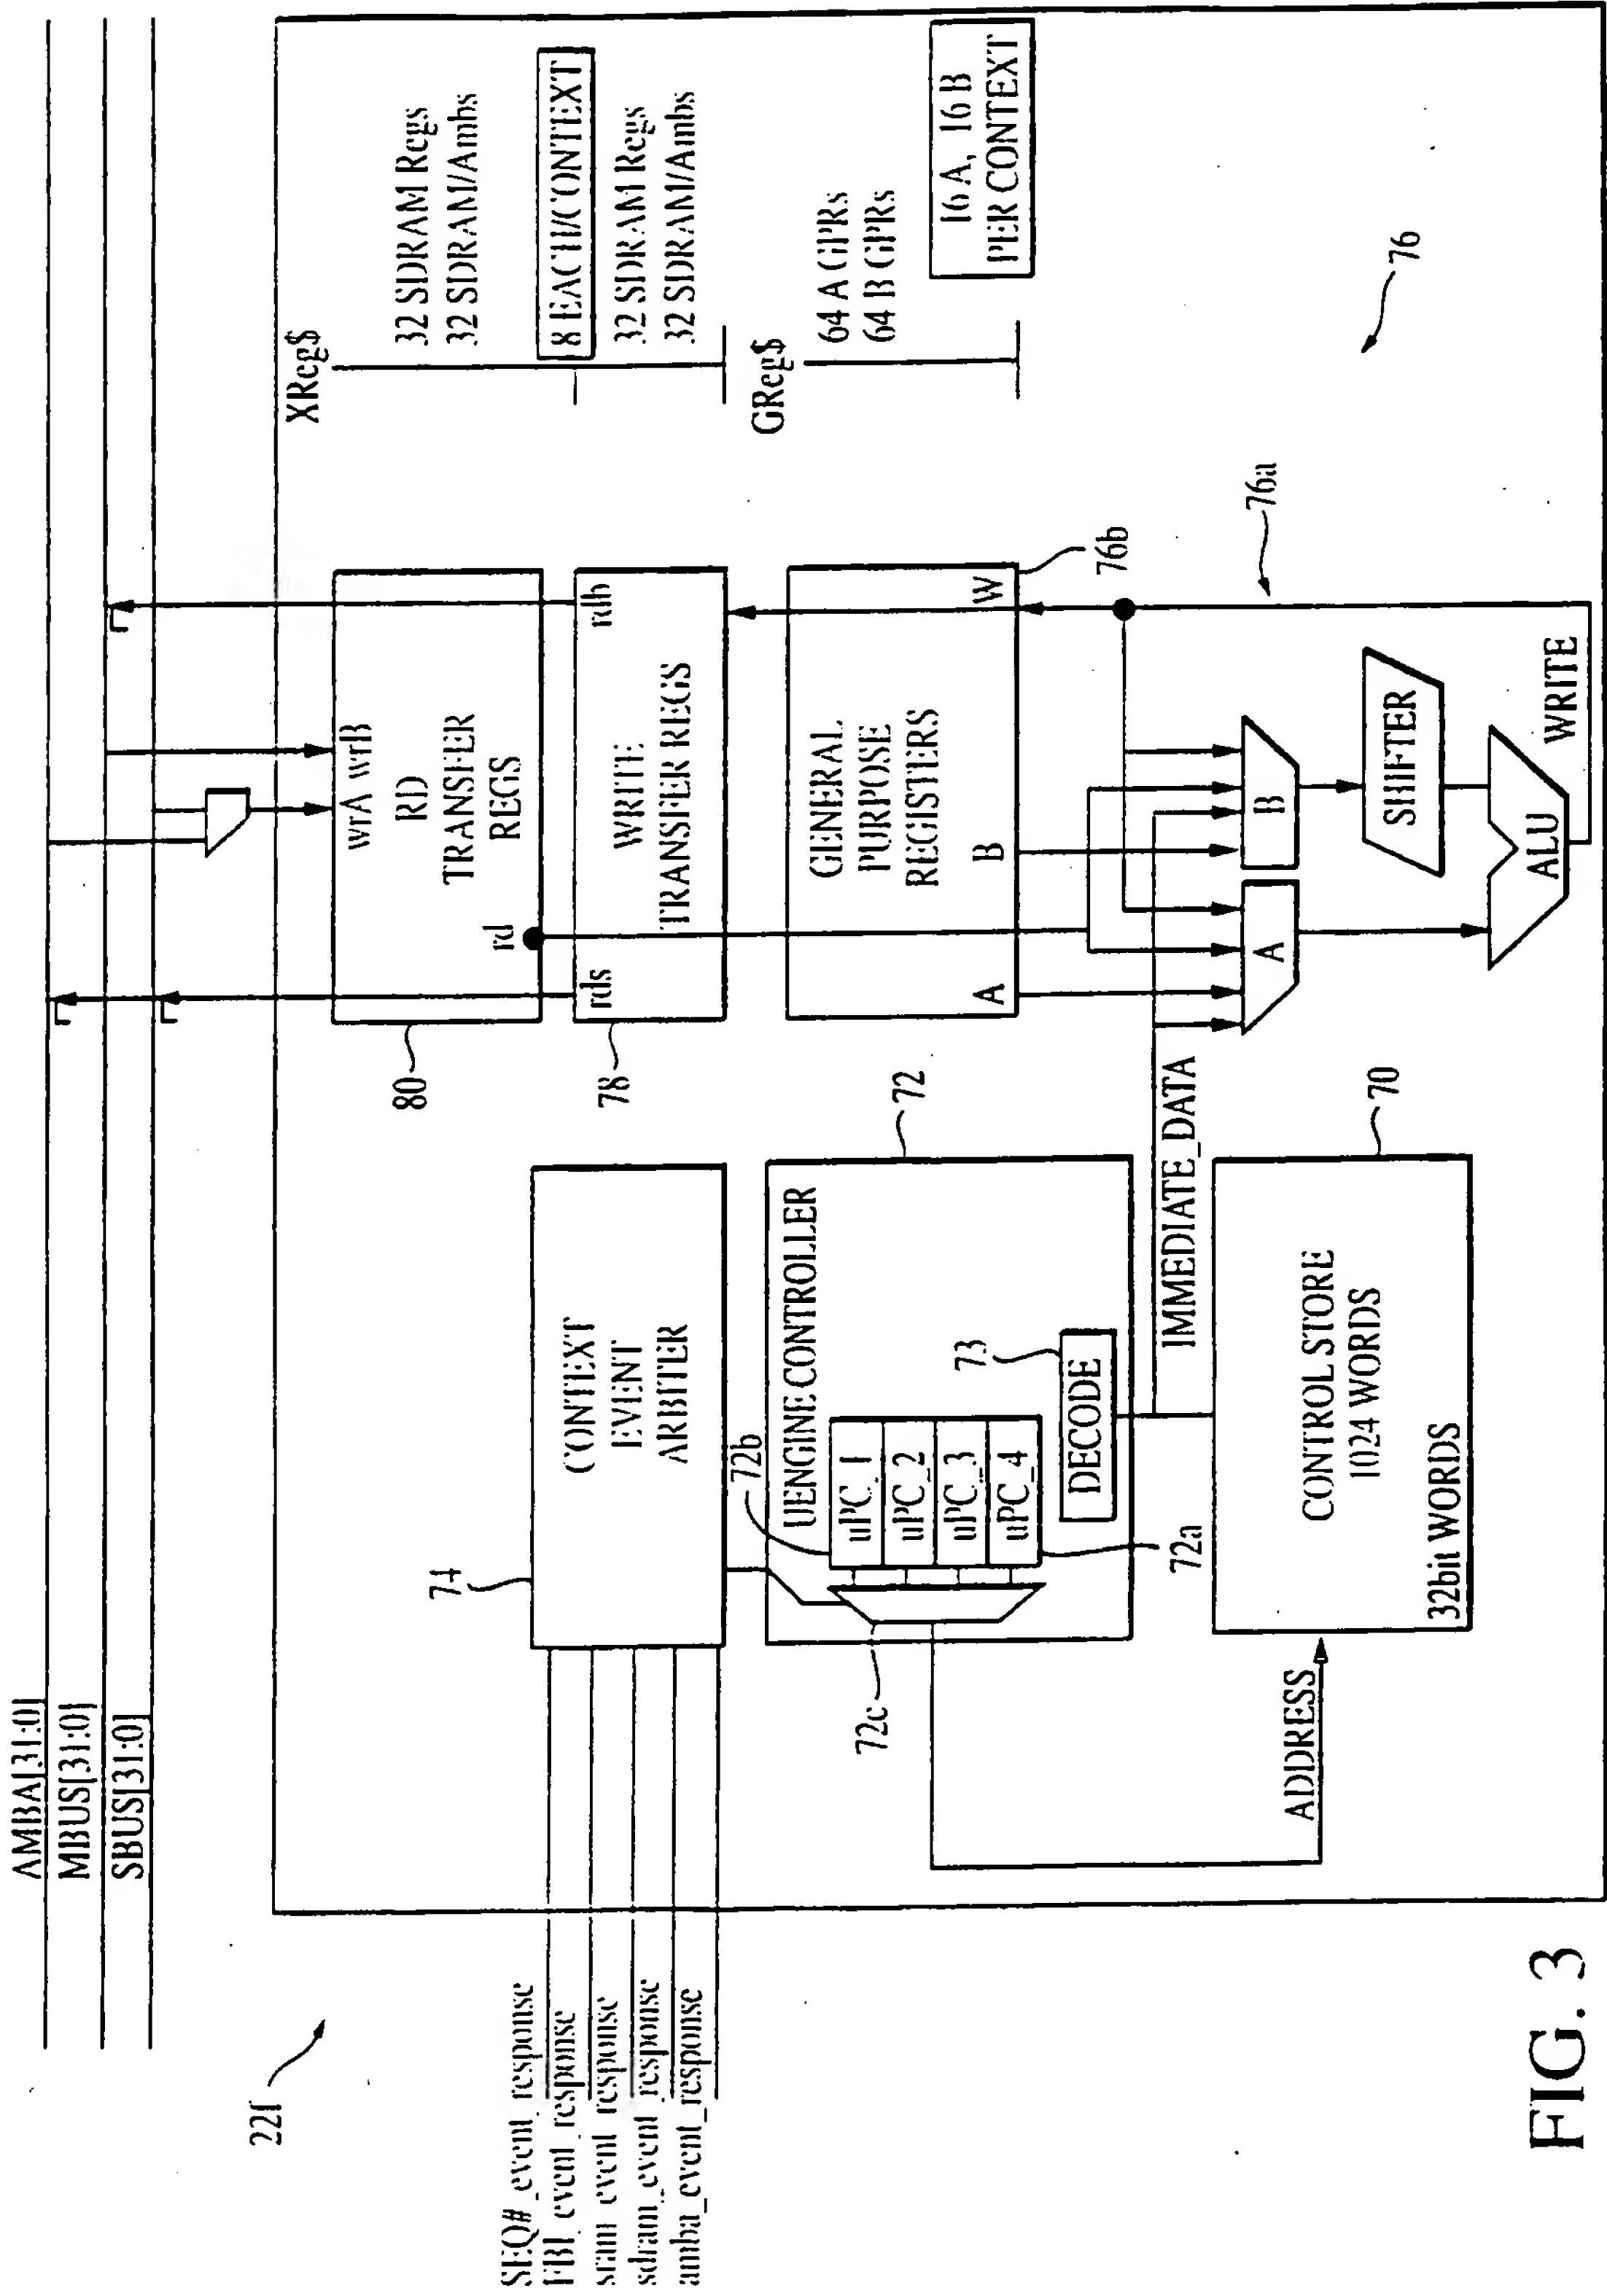 AMBA[31:0]
MBUS[31:0]
SBUS[31:0]
22f
SEQ#_event_response
FBI_event_response
sram_event_response
sdram_event_response
amba_event_response
74
CONTEXT
EVENT
ARBITER
72b
UENGINE CONTROLLER
72
uPC_1
uPC_2
uPC_3
uPC_4
72c
72a
73
DECODE
IMMEDIATE_DATA
ADDRESS
70
CONTROL STORE
1024 WORDS
32bit WORDS
80
wrA wrB
RD
TRANSFER
REGS
rd
78
rds
rdb
WRITE
TRANSFER REGS
GENERAL
PURPOSE
REGISTERS
A
B
W
76b
76a
A
B
SHIFTER
ALU
WRITE
XReg$
32 SDRAM Regs
32 SDRAM/Ambs
8 EACH/CONTEXT
32 SDRAM Regs
32 SDRAM/Ambs
GReg$
64 A GPRs
64 B GPRs
16 A, 16 B
PER CONTEXT
76
FIG. 3